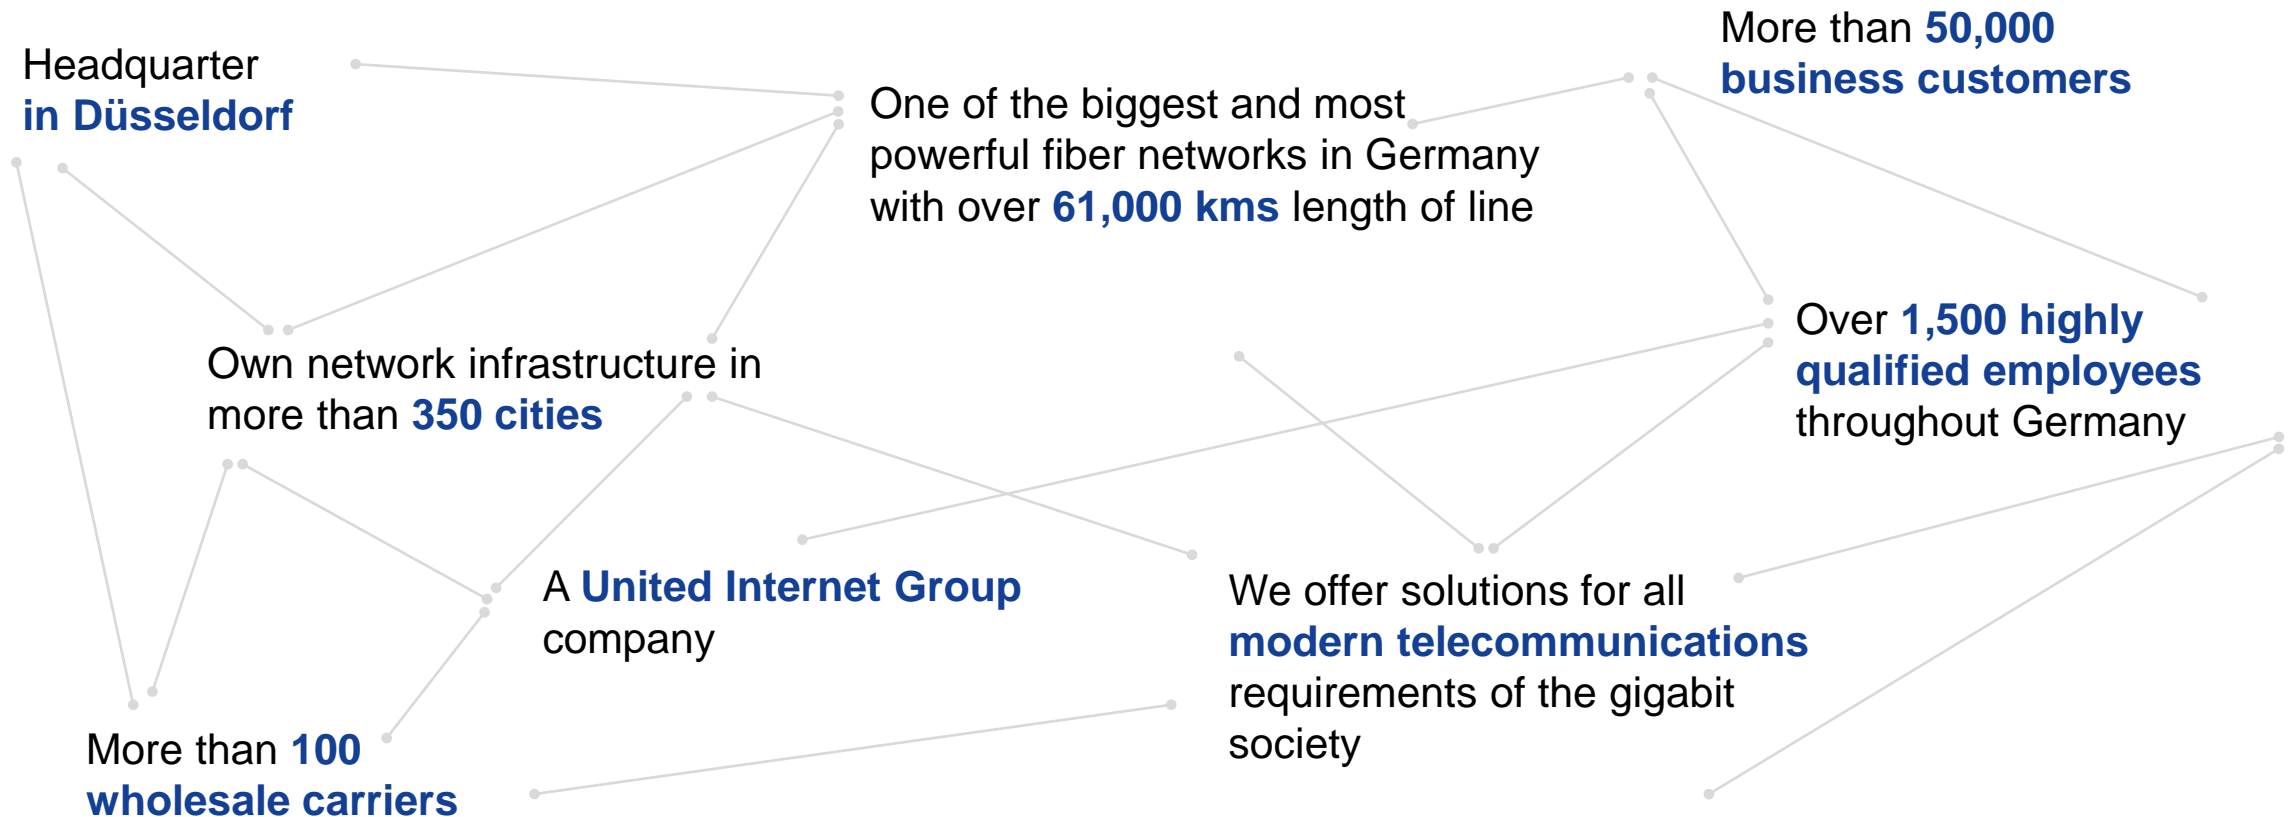 Headquarter
in Düsseldorf
One of the biggest and most
powerful fiber networks in Germany
with over 61,000 kms length of line
More than 50,000
business customers
Own network infrastructure in
more than 350 cities
Over 1,500 highly
qualified employees
throughout Germany
A United Internet Group
company
We offer solutions for all
modern telecommunications
requirements of the gigabit
society
More than 100
wholesale carriers